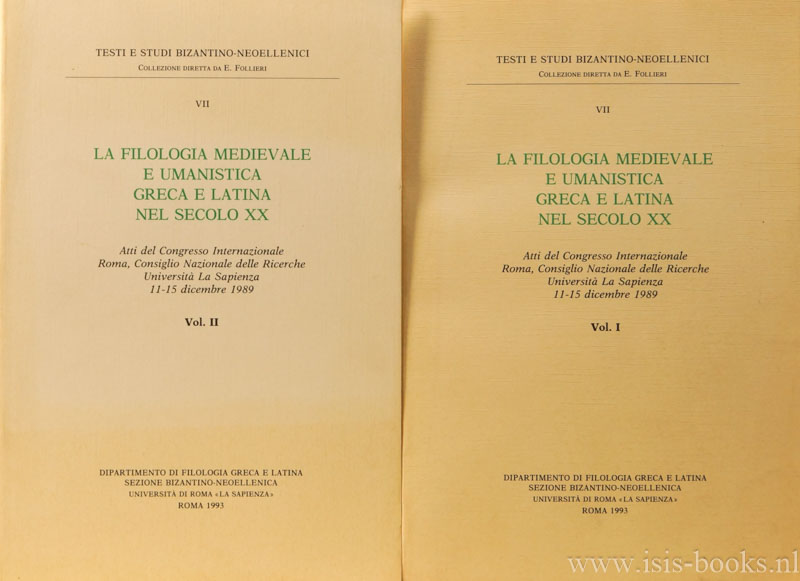 TESTI E STUDI BIZANTINO-NEOELLENICI
COLLEZIONE DIRETTA DA E. FOLLIERI
VII
LA FILOLOGIA MEDIEVALE
E UMANISTICA
GRECA E LATINA
NEL SECOLO XX
Atti del Congresso Internazionale
Roma, Consiglio Nazionale delle Ricerche
Università La Sapienza
11-15 dicembre 1989
Vol. II
DIPARTIMENTO DI FILOLOGIA GRECA E LATINA
SEZIONE BIZANTINO-NEOELLENICA
UNIVERSITÀ DI ROMA «LA SAPIENZA»
ROMA 1993
TESTI E STUDI BIZANTINO-NEOELLENICI
COLLEZIONE DIRETTA DA E. FOLLIERI
VII
LA FILOLOGIA MEDIEVALE
E UMANISTICA
GRECA E LATINA
NEL SECOLO XX
Atti del Congresso Internazionale
Roma, Consiglio Nazionale delle Ricerche
Università La Sapienza
11-15 dicembre 1989
Vol. I
DIPARTIMENTO DI FILOLOGIA GRECA E LATINA
SEZIONE BIZANTINO-NEOELLENICA
UNIVERSITÀ DI ROMA «LA SAPIENZA»
ROMA 1993
www.isis-books.nl